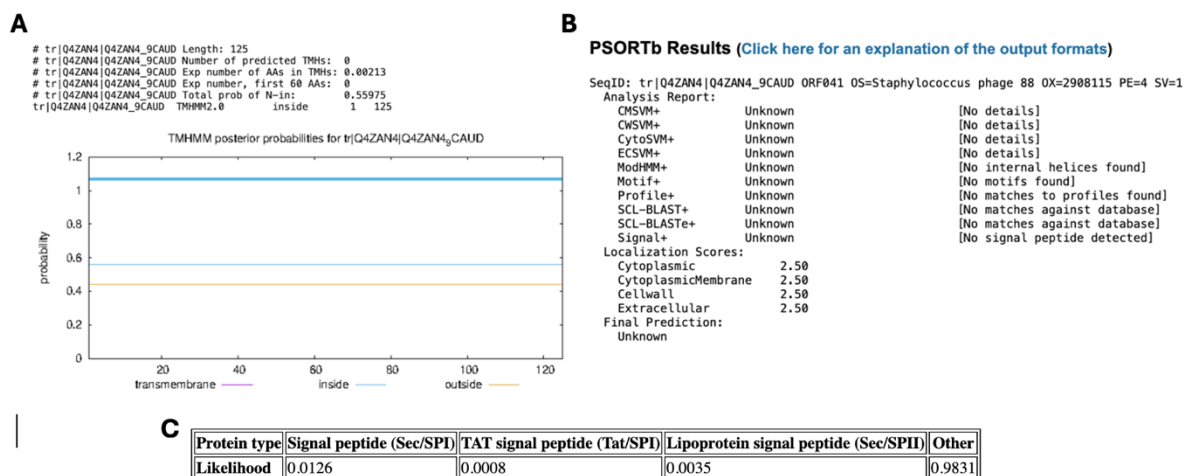 A
# tr|Q4ZAN4|Q4ZAN4_9CAUD Length: 125
# tr|Q4ZAN4|Q4ZAN4_9CAUD Number of predicted TMHs: 0
# tr|Q4ZAN4|Q4ZAN4_9CAUD Exp number of AAs in TMHs: 0.00213
# tr|Q4ZAN4|Q4ZAN4_9CAUD Exp number, first 60 AAs: 0
# tr|Q4ZAN4|Q4ZAN4_9CAUD Total prob of N-in: 0.55975
tr|Q4ZAN4|Q4ZAN4_9CAUD TMHMM2.0 inside 1 125
TMHMM posterior probabilities for tr|Q4ZAN4|Q4ZAN4₉CAUD
1.2
1
0.8
0.6
0.4
0.2
0
probability
20 40 60 80 100 120
transmembrane inside outside
B
PSORTb Results (Click here for an explanation of the output formats)
SeqID: tr|Q4ZAN4|Q4ZAN4_9CAUD ORF041 OS=Staphylococcus phage 88 OX=2908115 PE=4 SV=1
Analysis Report:
CMSVM+ Unknown [No details]
CWSVM+ Unknown [No details]
CytoSVM+ Unknown [No details]
ECSVM+ Unknown [No details]
ModHMM+ Unknown [No internal helices found]
Motif+ Unknown [No motifs found]
Profile+ Unknown [No matches to profiles found]
SCL-BLAST+ Unknown [No matches against database]
SCL-BLASTe+ Unknown [No matches against database]
Signal+ Unknown [No signal peptide detected]
Localization Scores:
Cytoplasmic 2.50
CytoplasmicMembrane 2.50
Cellwall 2.50
Extracellular 2.50
Final Prediction:
Unknown
C
Protein type Signal peptide (Sec/SPI) TAT signal peptide (Tat/SPI) Lipoprotein signal peptide (Sec/SPII) Other
Likelihood 0.0126 0.0008 0.0035 0.9831